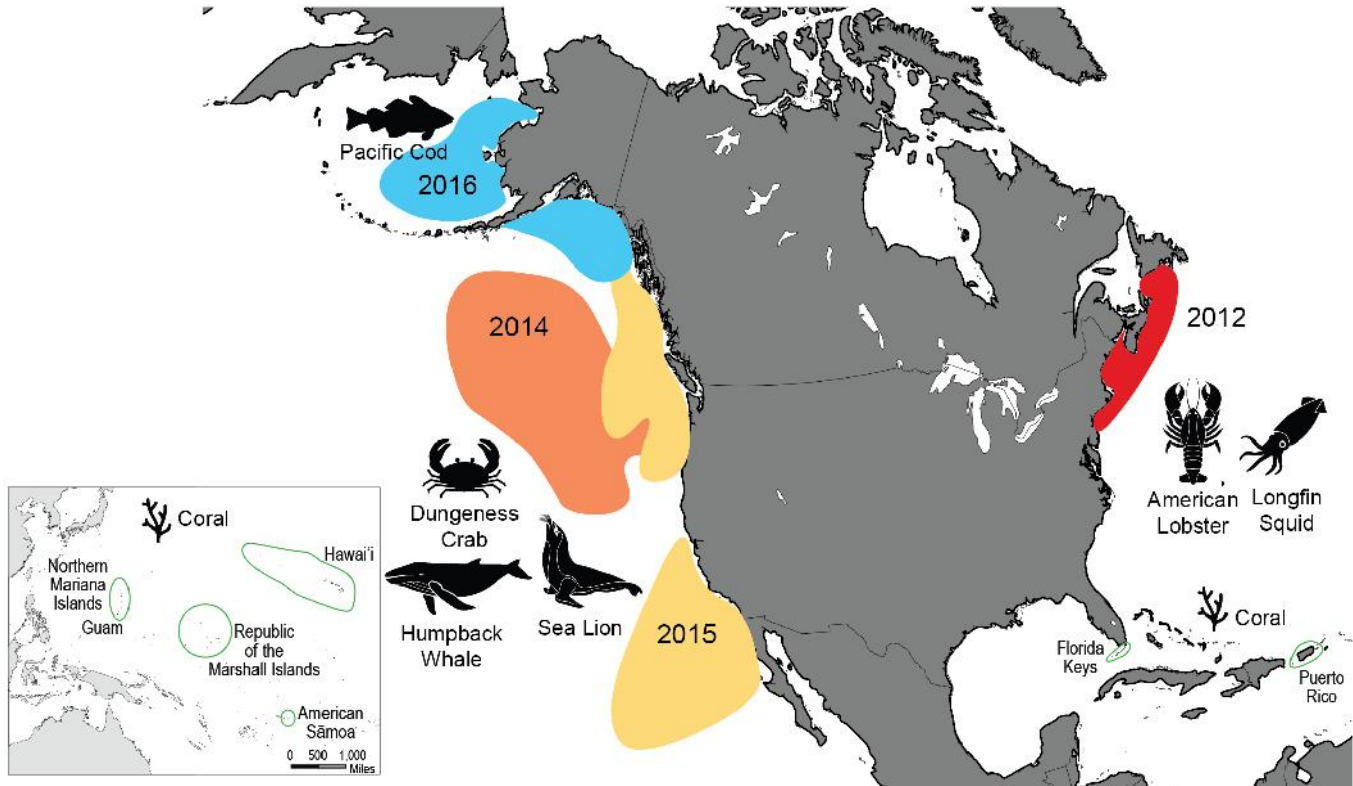 Pacific Cod
2016
2014
2012
Dungeness
Crab
American
Lobster
Longfin
Squid
Coral
Hawai'i
Northern
Mariana
Islands
Guam
Republic
of the
Marshall Islands
American
Sāmoa
0 500 1,000
Miles
Humpback
Whale
Sea Lion
2015
Coral
Florida
Keys
Puerto
Rico